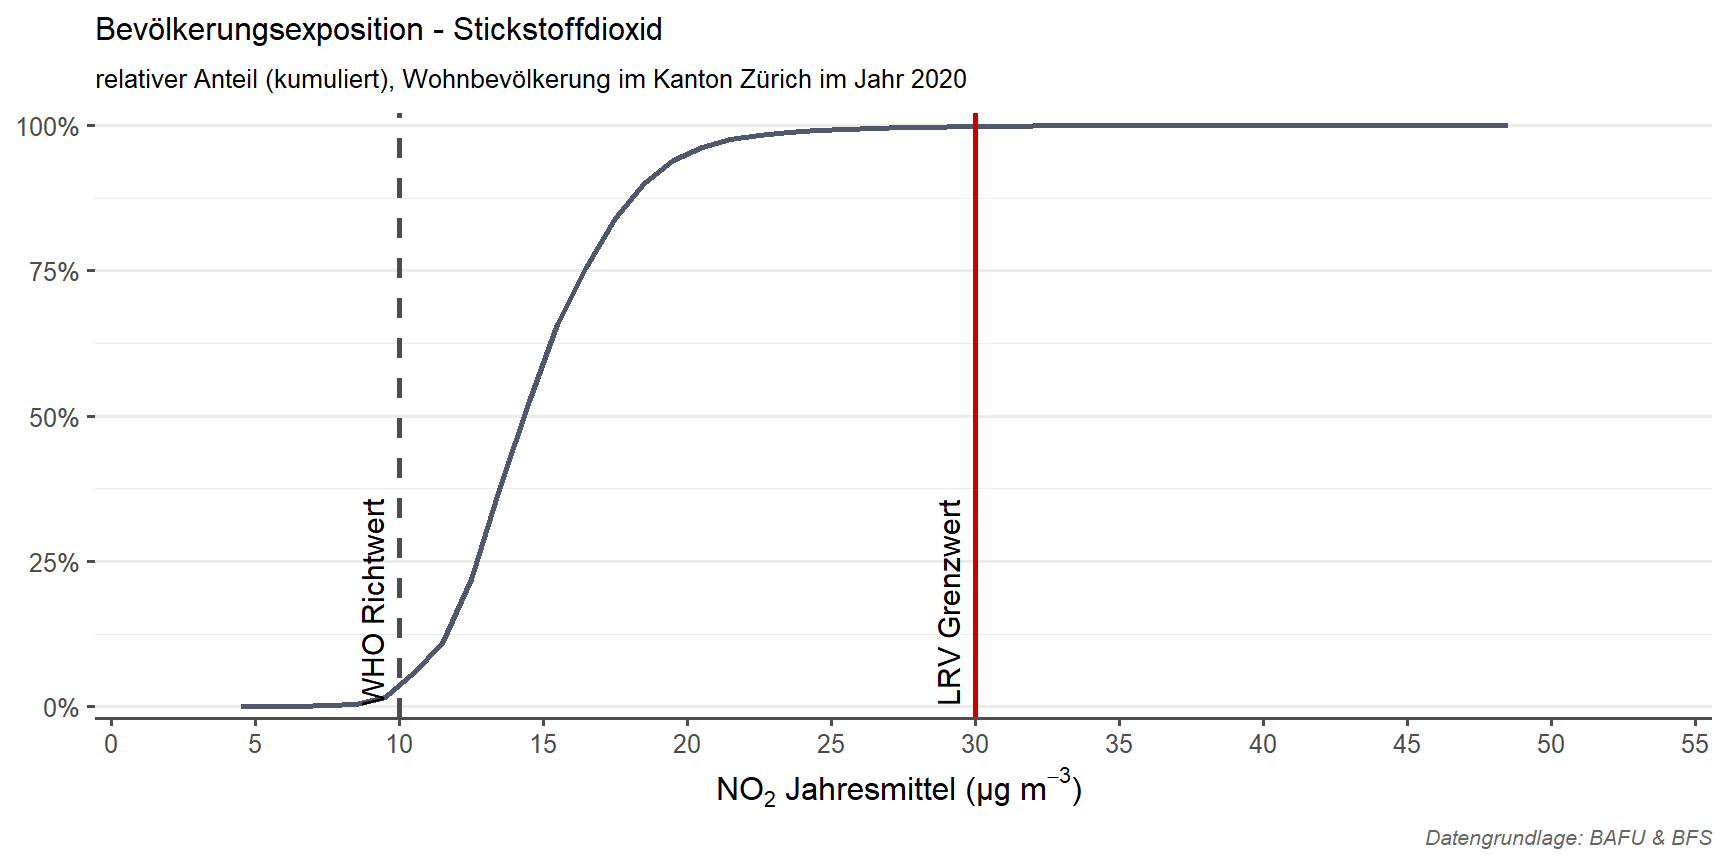 Bevölkerungsexposition - Stickstoffdioxid
relativer Anteil (kumuliert), Wohnbevölkerung im Kanton Zürich im Jahr 2020
100%
75%
50%
25%
0%
WHO Richtwert
LRV Grenzwert
0 5 10 15 20 25 30 35 40 45 50 55
NO₂ Jahresmittel (µg m⁻³)
Datengrundlage: BAFU & BFS